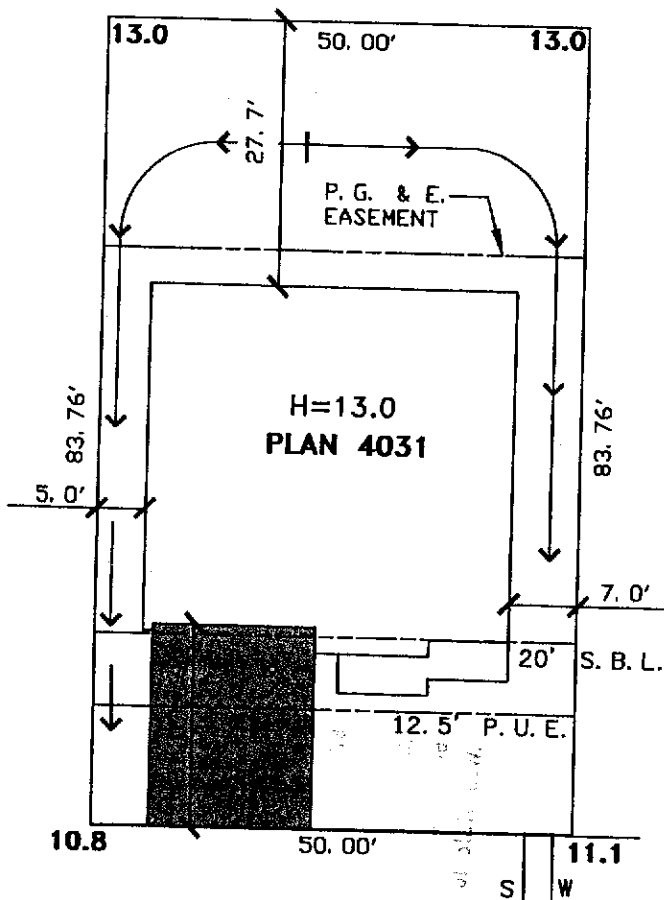 13.0
50.00'
13.0
27.7'
P. G. & E.
EASEMENT
H=13.0
PLAN 4031
83.76'
83.76'
5.0'
7.0'
20' S. B. L.
12.5' P. U. E.
10.8
50.00'
11.1
S W